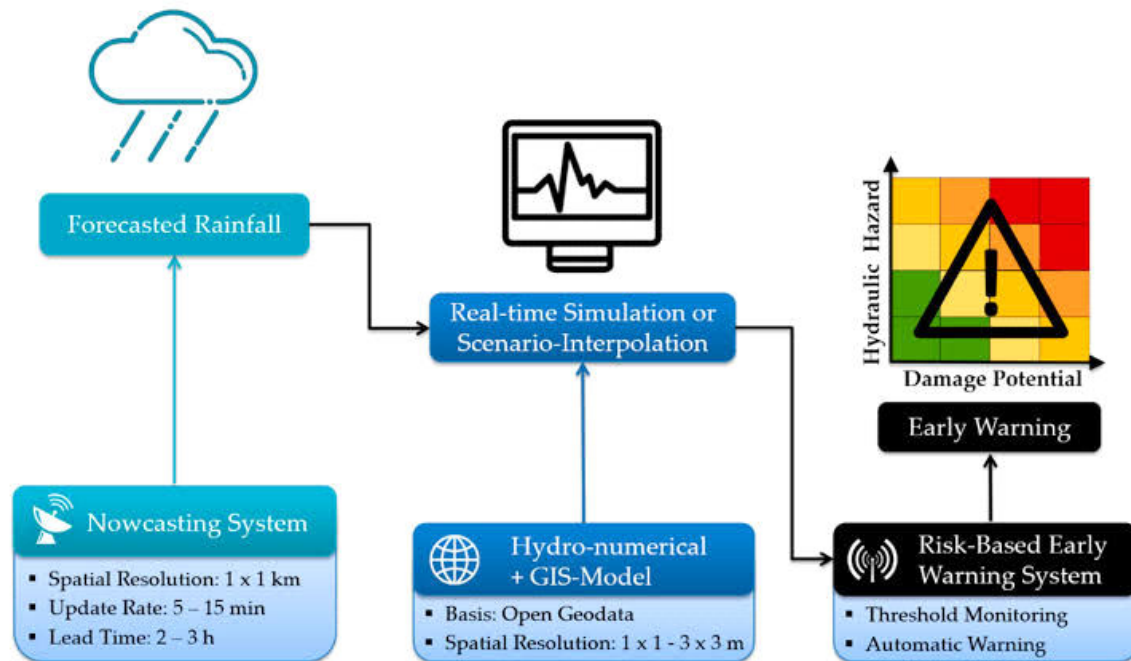 Forecasted Rainfall
Real-time Simulation or
Scenario-Interpolation
Hydraulic Hazard
Damage Potential
Early Warning
Nowcasting System
▪ Spatial Resolution: 1 x 1 km
▪ Update Rate: 5 – 15 min
▪ Lead Time: 2 – 3 h
Hydro-numerical
+ GIS-Model
▪ Basis: Open Geodata
▪ Spatial Resolution: 1 x 1 - 3 x 3 m
Risk-Based Early
Warning System
▪ Threshold Monitoring
▪ Automatic Warning